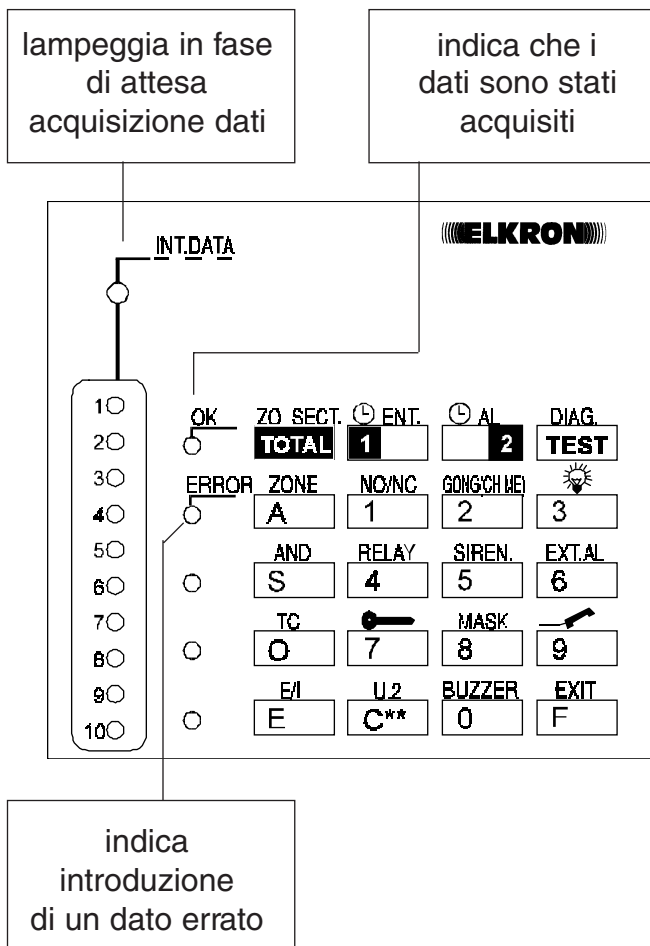 lampeggia in fase
di attesa
acquisizione dati
indica che i
dati sono stati
acquisiti
INT.DATA
ELKRON
1
2
3
4
5
6
7
8
9
10
OK ZO SECT. ENT. AL DIAG.
TOTAL 1 2 TEST
ERROR ZONE NO/NC GONG(CHIME)
A 1 2 3
AND RELAY SIREN. EXT.AL
S 4 5 6
TC MASK
O 7 8 9
E/I U.2 BUZZER EXIT
E C** 0 F
indica
introduzione
di un dato errato